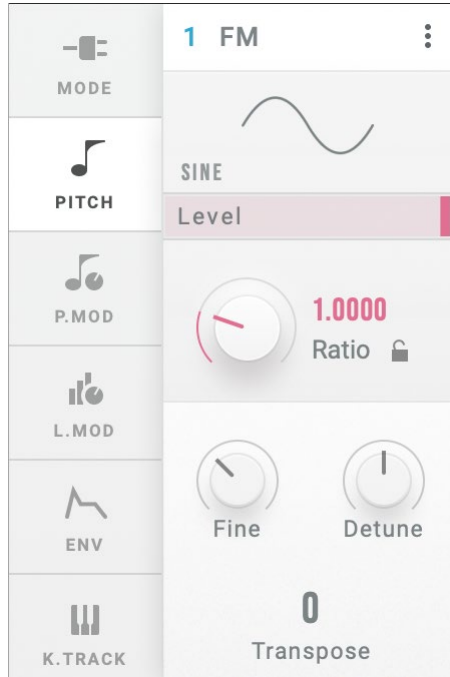 MODE
PITCH
P.MOD
L.MOD
ENV
K.TRACK
1 FM
SINE
Level
1.0000
Ratio
Fine Detune
0
Transpose